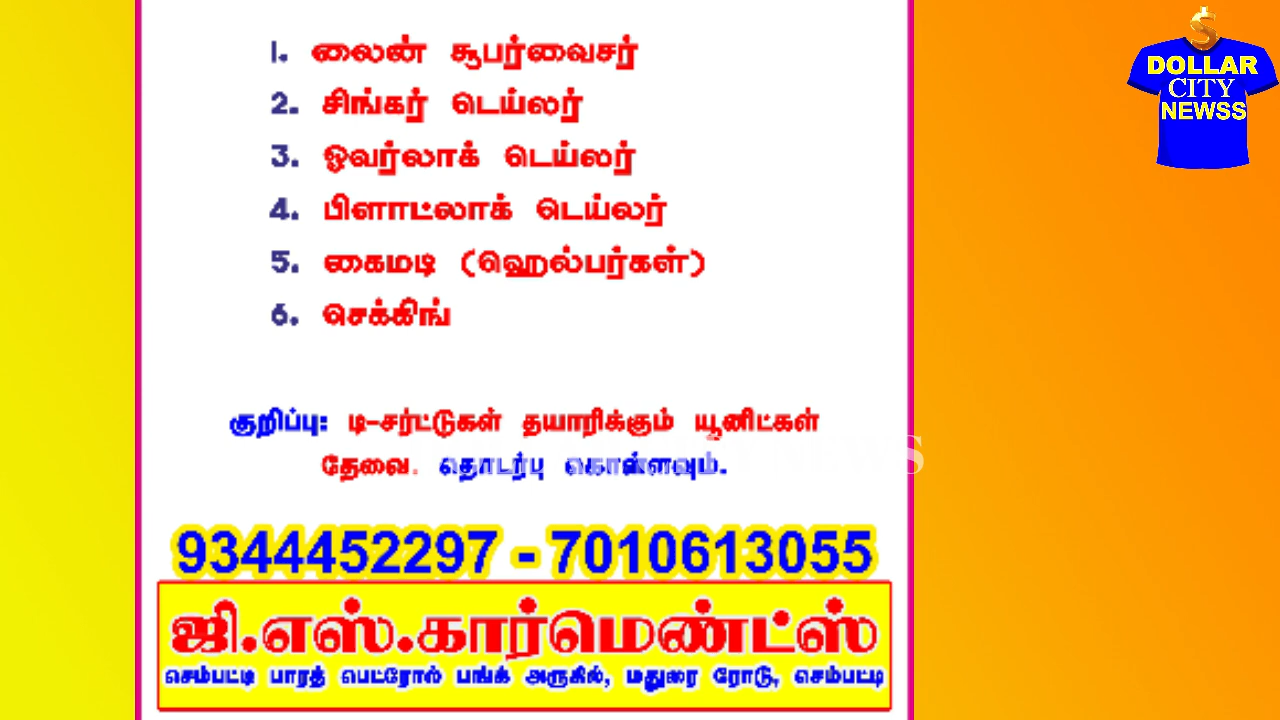 1. லைன் சூபர்வைசர்
2. சிங்கர் டெய்லர்
3. ஓவர்லாக் டெய்லர்
4. பிளாட்லாக் டெய்லர்
5. கைமடி (ஹெல்பர்கள்)
6. செக்கிங்
குறிப்பு: டி-சர்ட்டுகள் தயாரிக்கும் யூனிட்கள்
தேவை. தொடர்பு கொள்ளவும்.
9344452297 - 7010613055
ஜி.எஸ்.கார்மெண்ட்ஸ்
செம்பட்டி பாரத் பெட்ரோல் பங்க் அருகில், மதுரை ரோடு, செம்பட்டி
DOLLAR
CITY
NEWSS